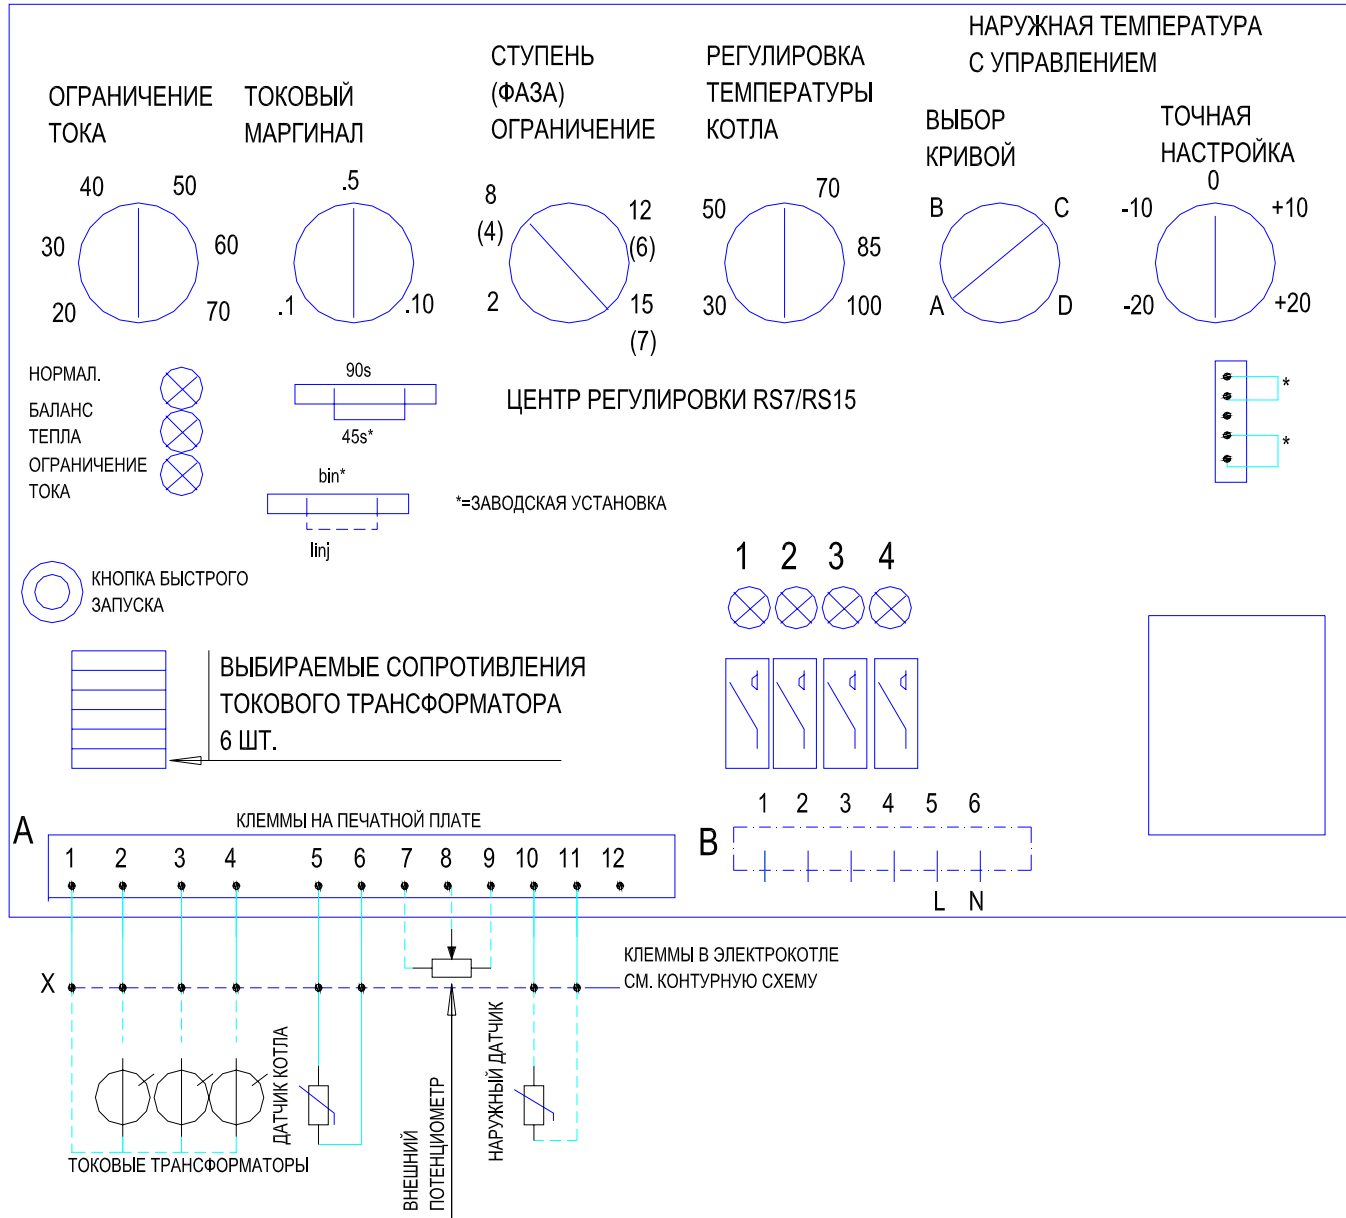 НАРУЖНАЯ ТЕМПЕРАТУРА
С УПРАВЛЕНИЕМ
ОГРАНИЧЕНИЕ
ТОКА
ТОКОВЫЙ
МАРГИНАЛ
СТУПЕНЬ
(ФАЗА)
ОГРАНИЧЕНИЕ
РЕГУЛИРОВКА
ТЕМПЕРАТУРЫ
КОТЛА
ВЫБОР
КРИВОЙ
ТОЧНАЯ
НАСТРОЙКА
40 50
30 60
20 70
.5
.1 .10
8 12
(4) (6)
2 15
(7)
70
50 85
30 100
B C
A D
0
-10 +10
-20 +20
НОРМАЛ.
БАЛАНС
ТЕПЛА
ОГРАНИЧЕНИЕ
ТОКА
90s
45s*
bin*
linj
ЦЕНТР РЕГУЛИРОВКИ RS7/RS15
*=ЗАВОДСКАЯ УСТАНОВКА
*
*
КНОПКА БЫСТРОГО
ЗАПУСКА
1 2 3 4
ВЫБИРАЕМЫЕ СОПРОТИВЛЕНИЯ
ТОКОВОГО ТРАНСФОРМАТОРА
6 ШТ.
A
КЛЕММЫ НА ПЕЧАТНОЙ ПЛАТЕ
1 2 3 4 5 6 7 8 9 10 11 12
B
1 2 3 4 5 6
L N
X
КЛЕММЫ В ЭЛЕКТРОКОТЛЕ
СМ. КОНТУРНУЮ СХЕМУ
ТОКОВЫЕ ТРАНСФОРМАТОРЫ
ДАТЧИК КОТЛА
ВНЕШНИЙ
ПОТЕНЦИОМЕТР
НАРУЖНЫЙ ДАТЧИК